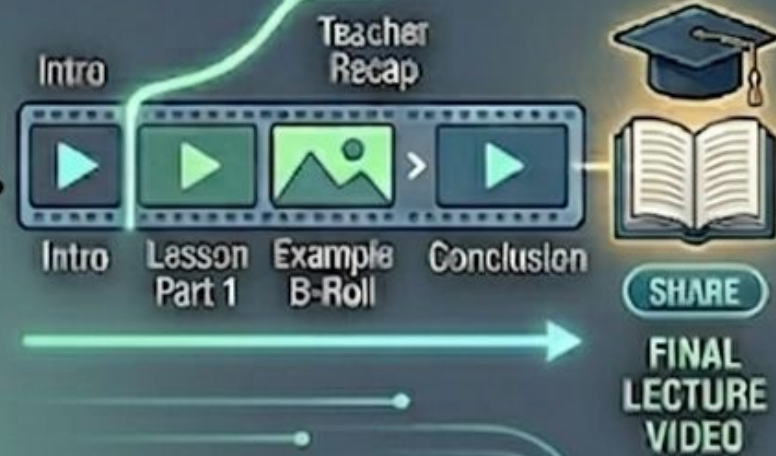 Intro
Teacher
Recap
Intro
Lesson
Part 1
Example
B-Roll
Conclusion
SHARE
FINAL
LECTURE
VIDEO